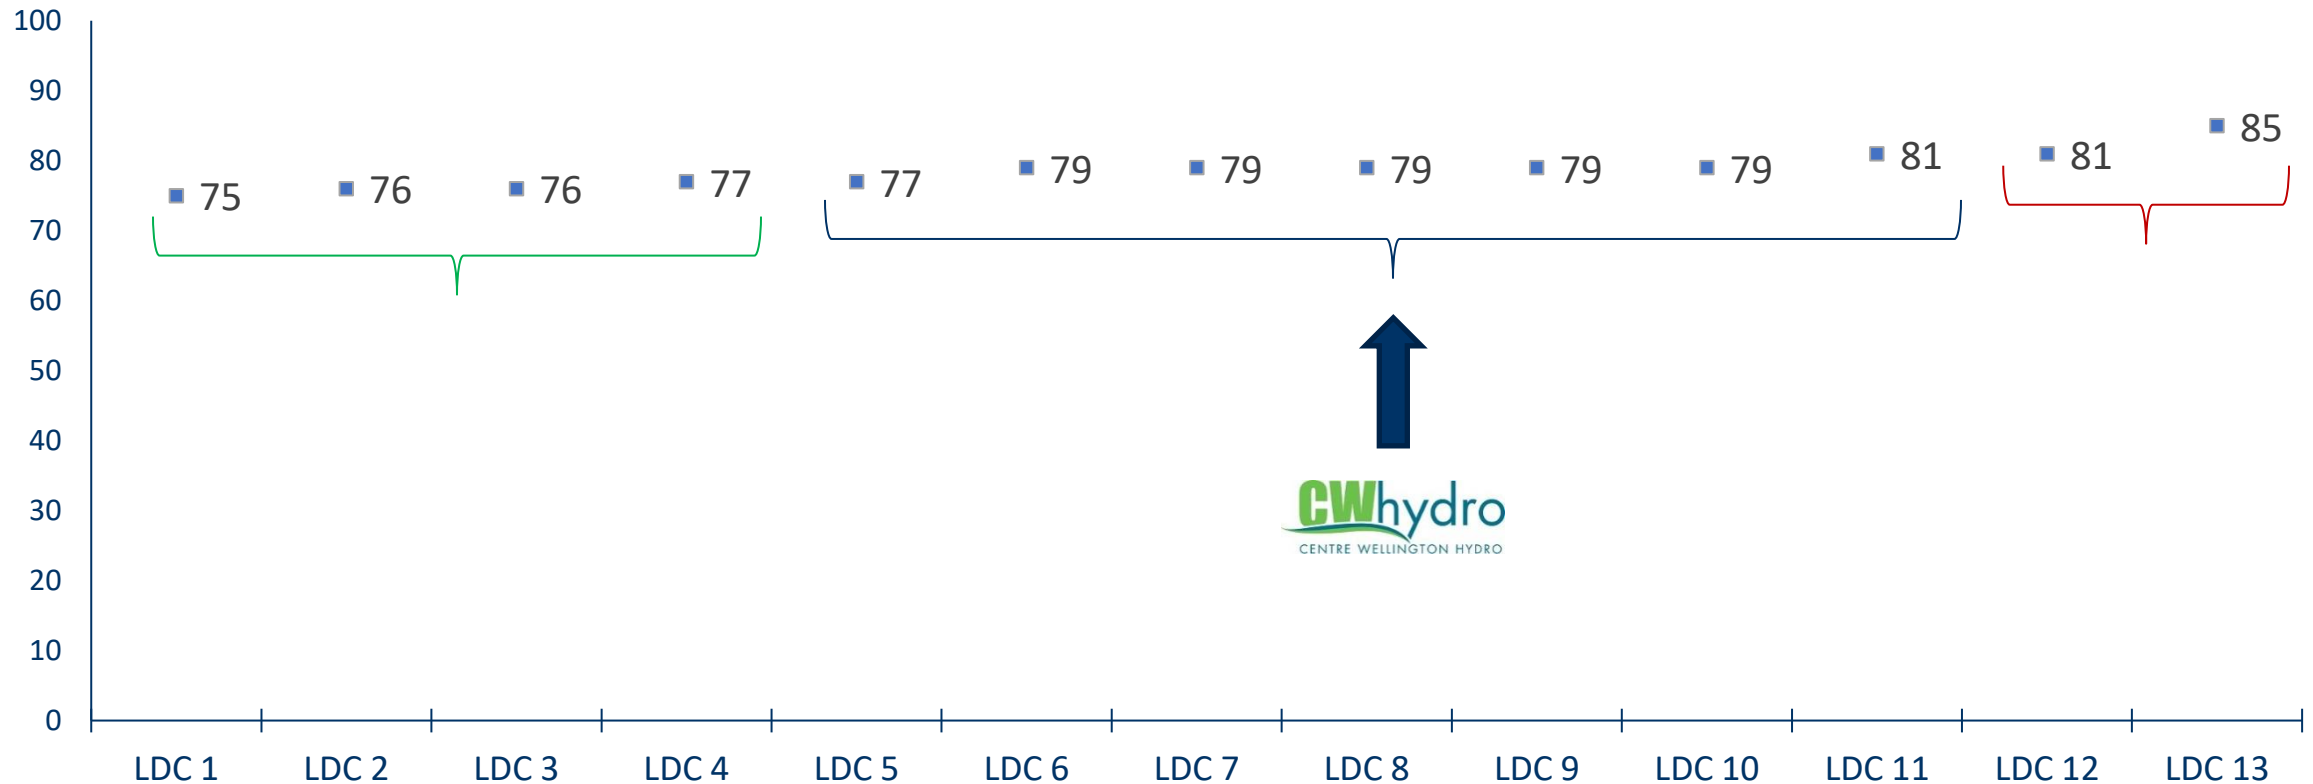 100
90
80
70
60
50
40
30
20
10
0
75
76
76
77
77
79
79
79
79
79
81
81
85
CWhydro
CENTRE WELLINGTON HYDRO
LDC 1
LDC 2
LDC 3
LDC 4
LDC 5
LDC 6
LDC 7
LDC 8
LDC 9
LDC 10
LDC 11
LDC 12
LDC 13